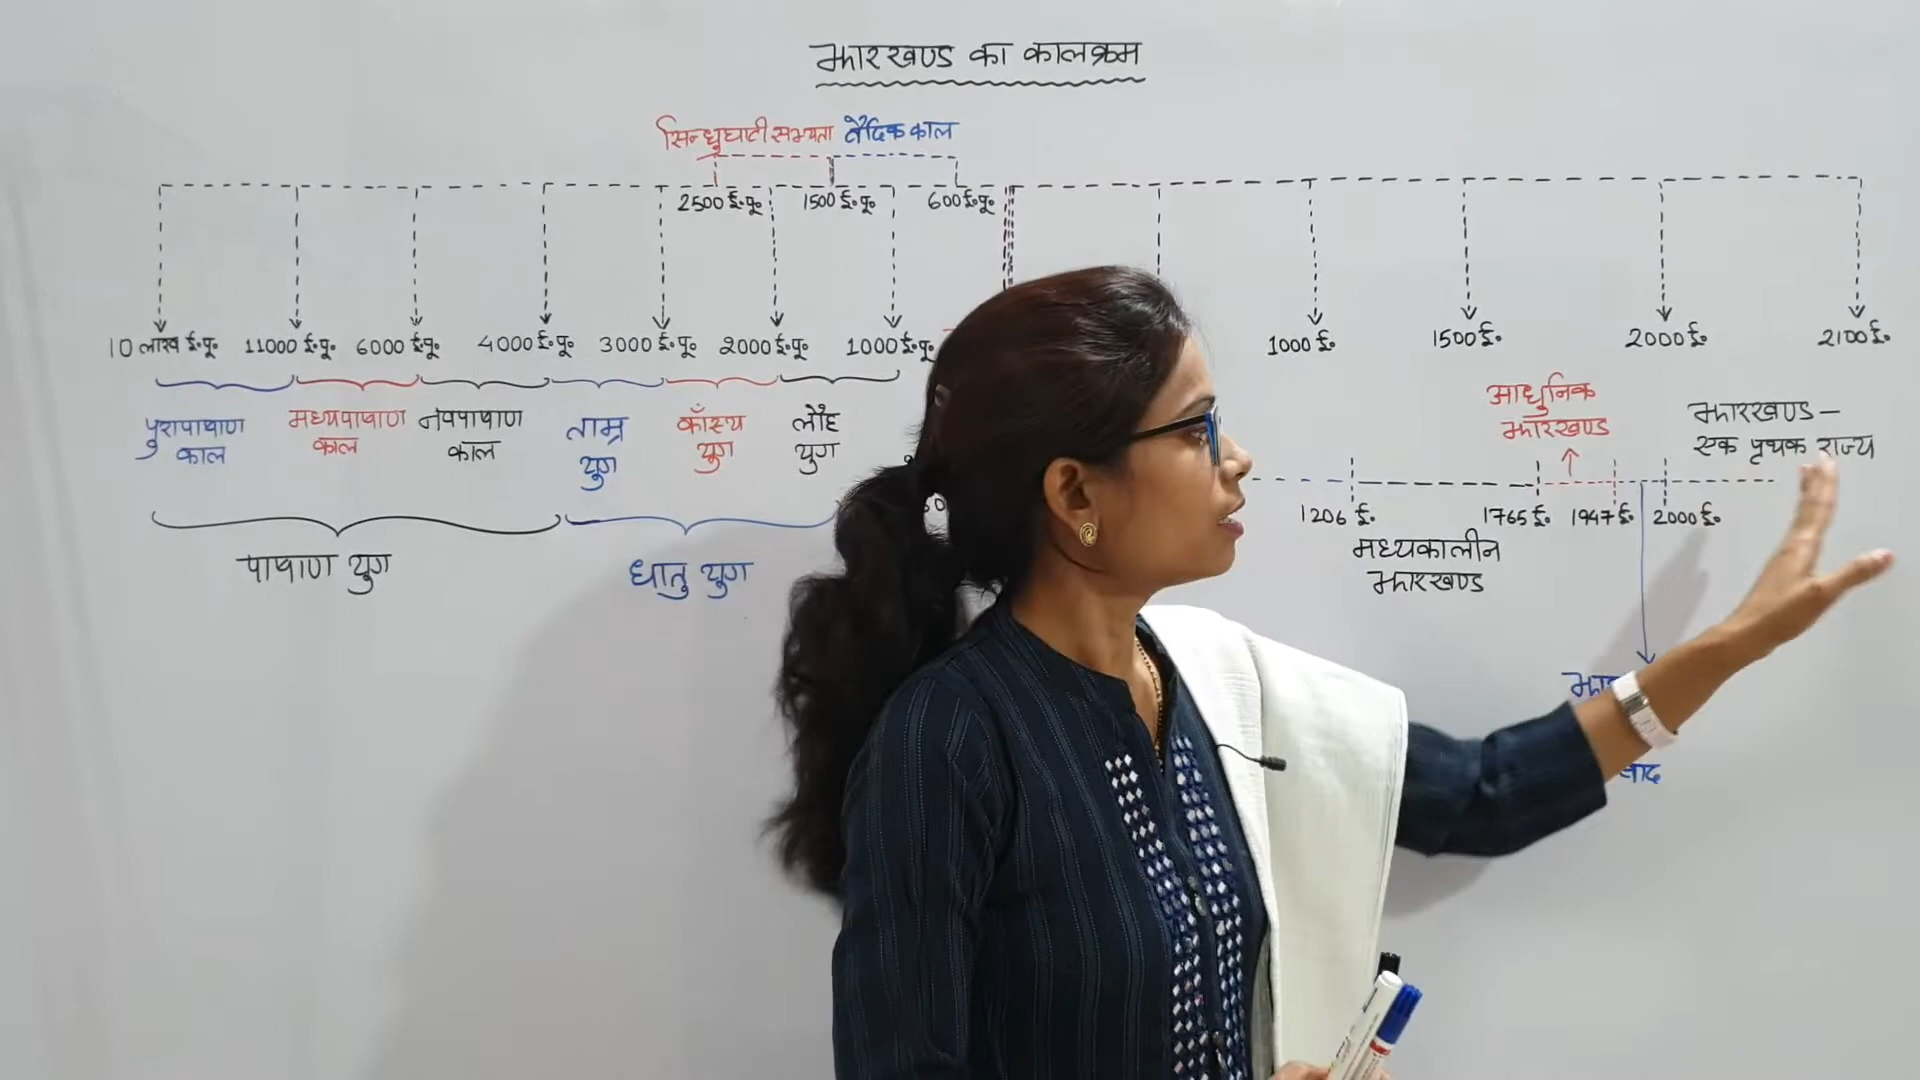 झारखण्ड का कालक्रम
सिन्धुघाटी सभ्यता वैदिक काल
2500 ई.पू. 1500 ई.पू. 600 ई.पू.
10 लाख ई.पू. 11000 ई.पू. 6000 ई.पू. 4000 ई.पू. 3000 ई.पू. 2000 ई.पू. 1000 ई.पू. 1000 ई. 1500 ई. 2000 ई. 2100 ई.
पुरापाषाण काल
मध्यपाषाण काल
नवपाषाण काल
ताम्र युग
काँस्य युग
लौह युग
पाषाण युग
धातु युग
आधुनिक
झारखण्ड
झारखण्ड –
एक पृथक राज्य
1206 ई. 1765 ई. 1947 ई. 2000 ई.
मध्यकालीन
झारखण्ड